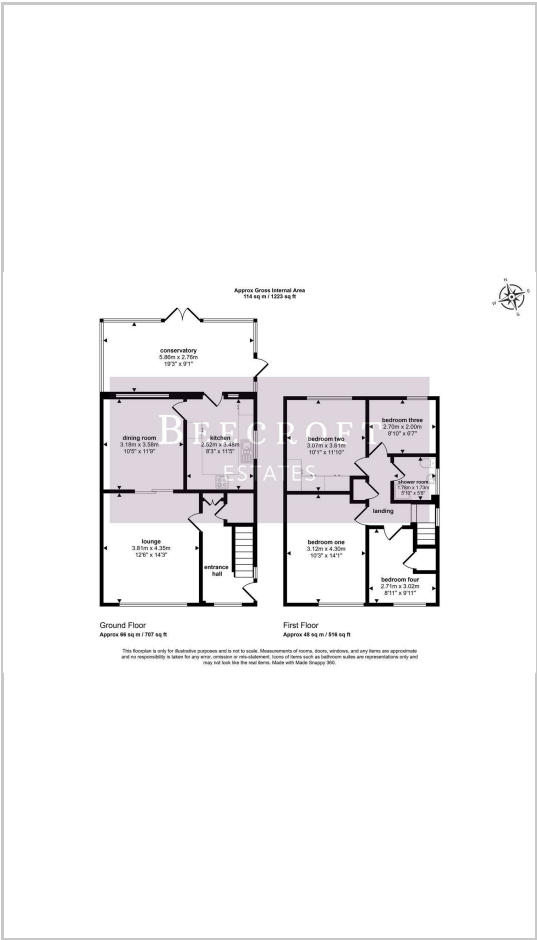 Approx Gross Internal Area
114 sq m / 1223 sq ft
N
E
S
S
conservatory
5.86m x 2.76m
19'3" x 9'1"
dining room
3.18m x 3.58m
10'5" x 11'9"
kitchen
2.52m x 3.48m
8'3" x 11'5"
BEECROFT
ESTATES
bedroom two
3.07m x 3.61m
10'1" x 11'10"
bedroom three
2.70m x 2.00m
8'10" x 6'7"
shower room
1.78m x 1.73m
5'10" x 5'8"
landing
lounge
3.81m x 4.35m
12'6" x 14'3"
entrance
hall
bedroom one
3.12m x 4.30m
10'3" x 14'1"
bedroom four
2.71m x 3.02m
8'11" x 9'11"
Ground Floor
Approx 66 sq m / 707 sq ft
First Floor
Approx 48 sq m / 516 sq ft
This floorplan is only for illustrative purposes and is not to scale. Measurements of rooms, doors, windows, and any items are approximate
and no responsibility is taken for any error, omission or mis-statement. Icons of items such as bathroom suites are representations only and
may not look like the real items. Made with Made Snappy 360.